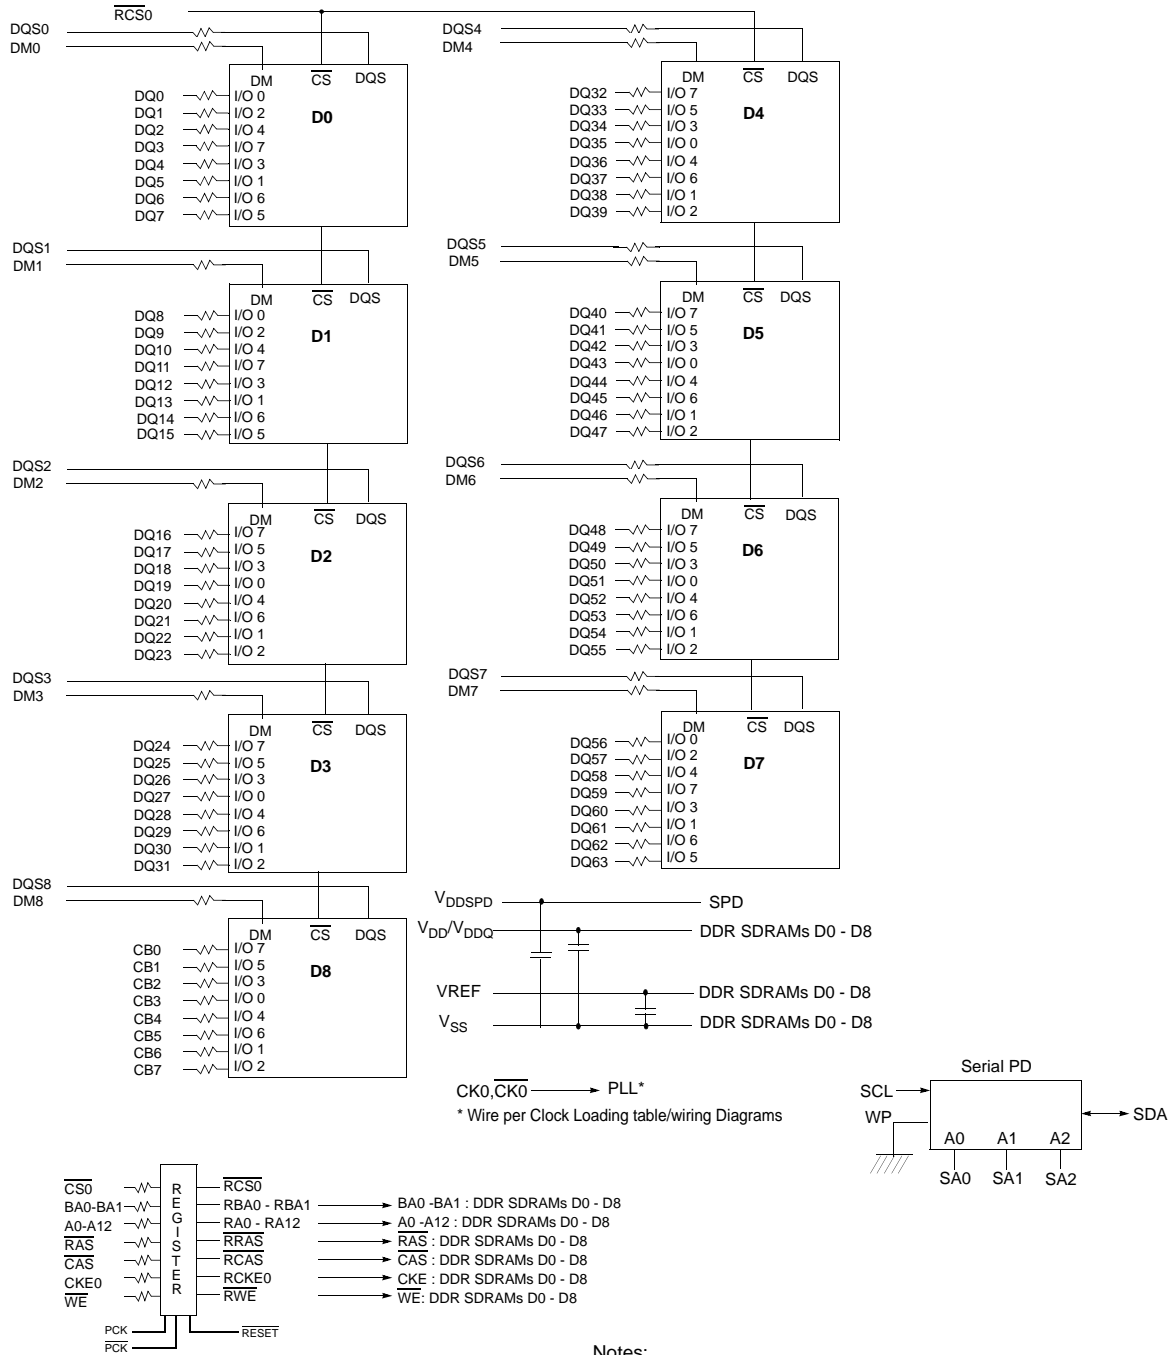 RCS0
DQS0
DM0
DM CS DQS
D0
DQ0 I/O 0
DQ1 I/O 2
DQ2 I/O 4
DQ3 I/O 7
DQ4 I/O 3
DQ5 I/O 1
DQ6 I/O 6
DQ7 I/O 5
DQS1
DM1
DM CS DQS
D1
DQ8 I/O 0
DQ9 I/O 2
DQ10 I/O 4
DQ11 I/O 7
DQ12 I/O 3
DQ13 I/O 1
DQ14 I/O 6
DQ15 I/O 5
DQS2
DM2
DM CS DQS
D2
DQ16 I/O 7
DQ17 I/O 5
DQ18 I/O 3
DQ19 I/O 0
DQ20 I/O 4
DQ21 I/O 6
DQ22 I/O 1
DQ23 I/O 2
DQS3
DM3
DM CS DQS
D3
DQ24 I/O 7
DQ25 I/O 5
DQ26 I/O 3
DQ27 I/O 0
DQ28 I/O 4
DQ29 I/O 6
DQ30 I/O 1
DQ31 I/O 2
DQS8
DM8
DM CS DQS
D8
CB0 I/O 7
CB1 I/O 5
CB2 I/O 3
CB3 I/O 0
CB4 I/O 4
CB5 I/O 6
CB6 I/O 1
CB7 I/O 2
DQS4
DM4
DM CS DQS
D4
DQ32 I/O 7
DQ33 I/O 5
DQ34 I/O 3
DQ35 I/O 0
DQ36 I/O 4
DQ37 I/O 6
DQ38 I/O 1
DQ39 I/O 2
DQS5
DM5
DM CS DQS
D5
DQ40 I/O 7
DQ41 I/O 5
DQ42 I/O 3
DQ43 I/O 0
DQ44 I/O 4
DQ45 I/O 6
DQ46 I/O 1
DQ47 I/O 2
DQS6
DM6
DM CS DQS
D6
DQ48 I/O 7
DQ49 I/O 5
DQ50 I/O 3
DQ51 I/O 0
DQ52 I/O 4
DQ53 I/O 6
DQ54 I/O 1
DQ55 I/O 2
DQS7
DM7
DM CS DQS
D7
DQ56 I/O 0
DQ57 I/O 2
DQ58 I/O 4
DQ59 I/O 7
DQ60 I/O 3
DQ61 I/O 1
DQ62 I/O 6
DQ63 I/O 5
VDDSPD SPD
VDD/VDDQ DDR SDRAMs D0 - D8
VREF DDR SDRAMs D0 - D8
VSS DDR SDRAMs D0 - D8
CK0,CK0 PLL*
* Wire per Clock Loading table/wiring Diagrams
Serial PD
SCL
WP
SDA
A0 A1 A2
SA0 SA1 SA2
REGISTER
CS0 RCS0
BA0-BA1 RBA0 - RBA1 BA0 -BA1 : DDR SDRAMs D0 - D8
A0-A12 RA0 - RA12 A0 -A12 : DDR SDRAMs D0 - D8
RAS RRAS RAS : DDR SDRAMs D0 - D8
CAS RCAS CAS : DDR SDRAMs D0 - D8
CKE0 RCKE0 CKE : DDR SDRAMs D0 - D8
WE RWE WE: DDR SDRAMs D0 - D8
PCK
PCK
RESET
Notes: